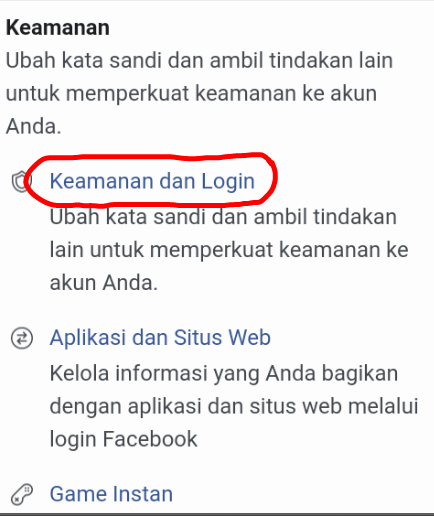 Keamanan
Ubah kata sandi dan ambil tindakan lain
untuk memperkuat keamanan ke akun
Anda.
Keamanan dan Login
Ubah kata sandi dan ambil tindakan
lain untuk memperkuat keamanan ke
akun Anda.
Aplikasi dan Situs Web
Kelola informasi yang Anda bagikan
dengan aplikasi dan situs web melalui
login Facebook
Game Instan